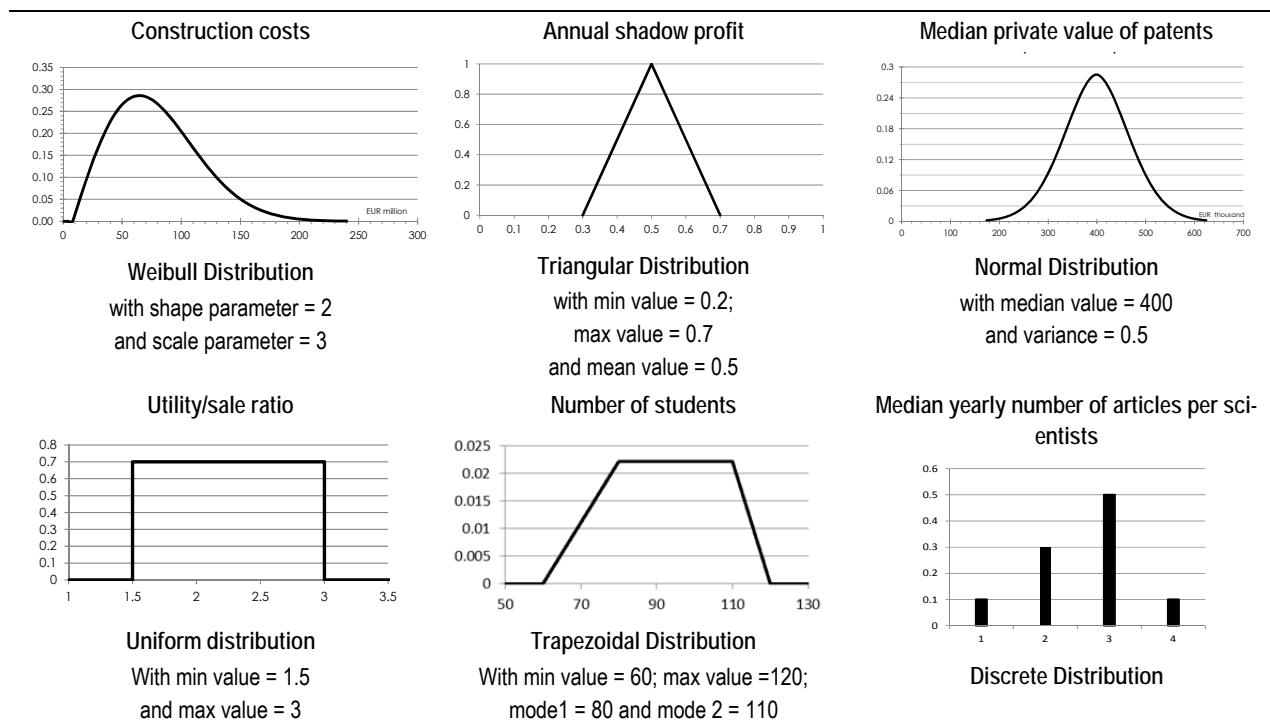 Construction costs
0.35
0.30
0.25
0.20
0.15
0.10
0.05
0.00
EUR million
0 50 100 150 200 250 300
Weibull Distribution
with shape parameter = 2
and scale parameter = 3
Annual shadow profit
1
0.8
0.6
0.4
0.2
0
0 0.1 0.2 0.3 0.4 0.5 0.6 0.7 0.8 0.9 1
Triangular Distribution
with min value = 0.2;
max value = 0.7
and mean value = 0.5
Median private value of patents
0.3
0.24
0.18
0.12
0.06
0
EUR thousand
0 100 200 300 400 500 600 700
Normal Distribution
with median value = 400
and variance = 0.5
Utility/sale ratio
0.8
0.7
0.6
0.5
0.4
0.3
0.2
0.1
0
1 1.5 2 2.5 3 3.5
Uniform distribution
With min value = 1.5
and max value = 3
Number of students
0.025
0.02
0.015
0.01
0.005
0
50 70 90 110 130
Trapezoidal Distribution
With min value = 60; max value =120;
mode1 = 80 and mode 2 = 110
Median yearly number of articles per sci-
entists
0.6
0.5
0.4
0.3
0.2
0.1
0
1 2 3 4
Discrete Distribution